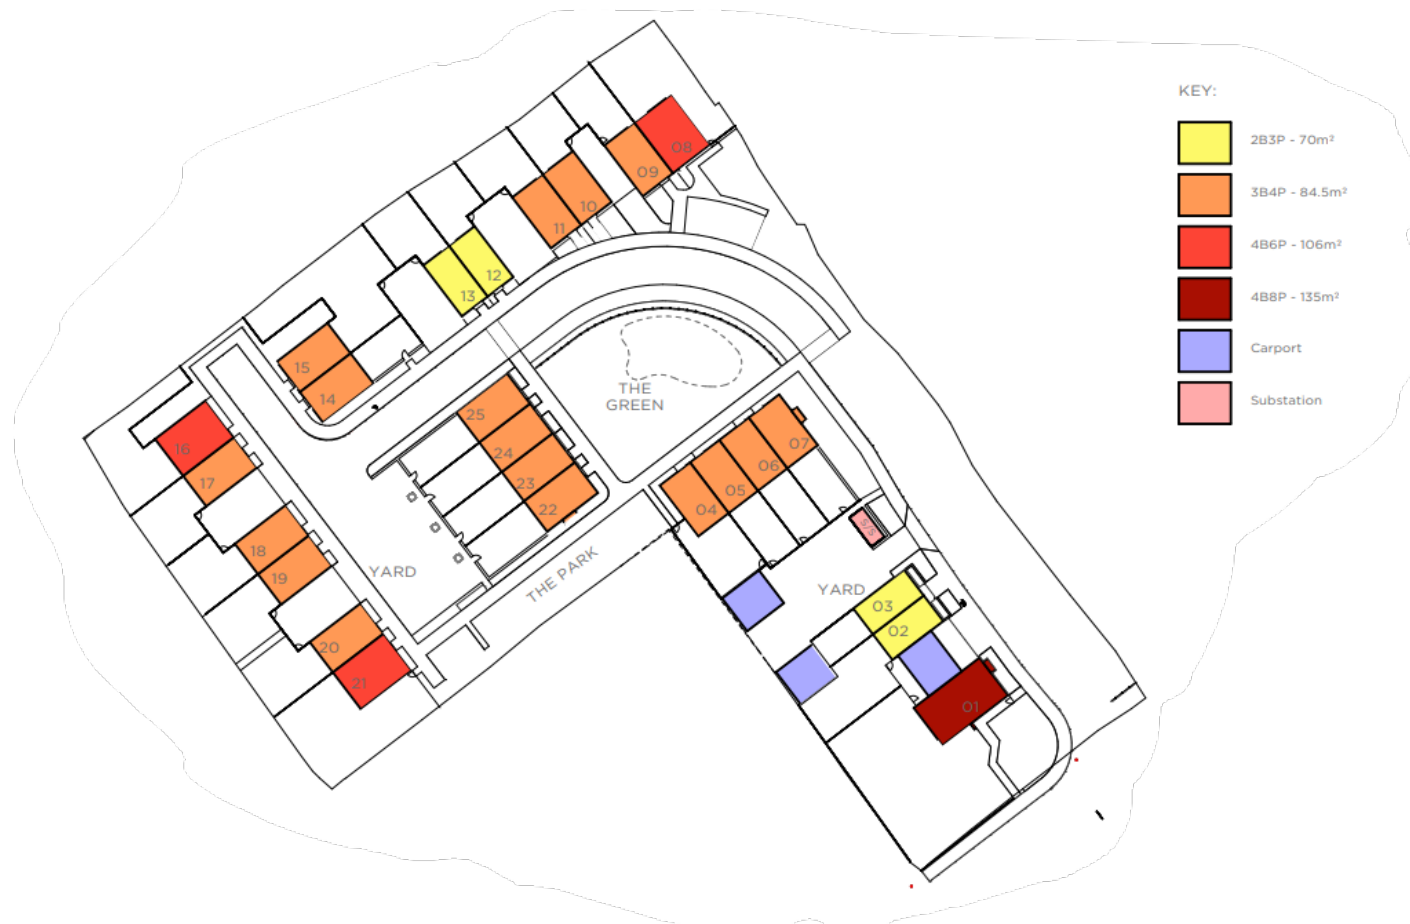 KEY:
2B3P - 70m²
3B4P - 84.5m²
4B6P - 106m²
4B8P - 135m²
Carport
Substation
08
09
10
11
12
13
15
14
THE
GREEN
25
24
23
22
16
17
18
19
20
21
YARD
THE PARK
07
06
05
04
S/S
YARD
03
02
01